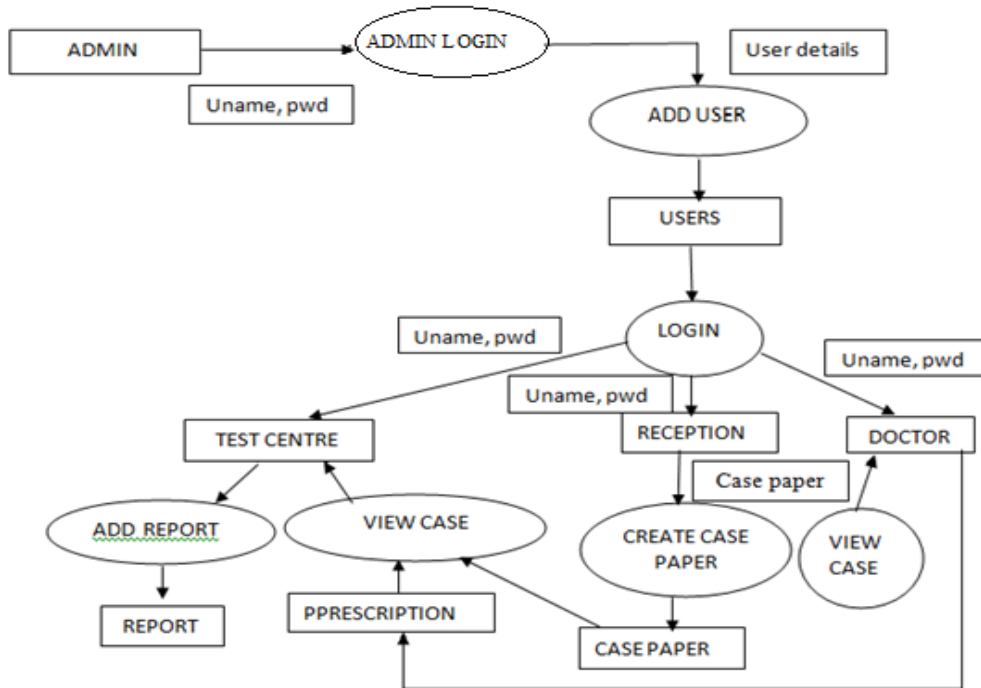 ADMIN
ADMIN LOGIN
User details
Uname, pwd
ADD USER
USERS
LOGIN
Uname, pwd
Uname, pwd
Uname, pwd
TEST CENTRE
RECEPTION
DOCTOR
Case paper
ADD REPORT
VIEW CASE
CREATE CASE
PAPER
VIEW
CASE
REPORT
PPRESCRIPTION
CASE PAPER